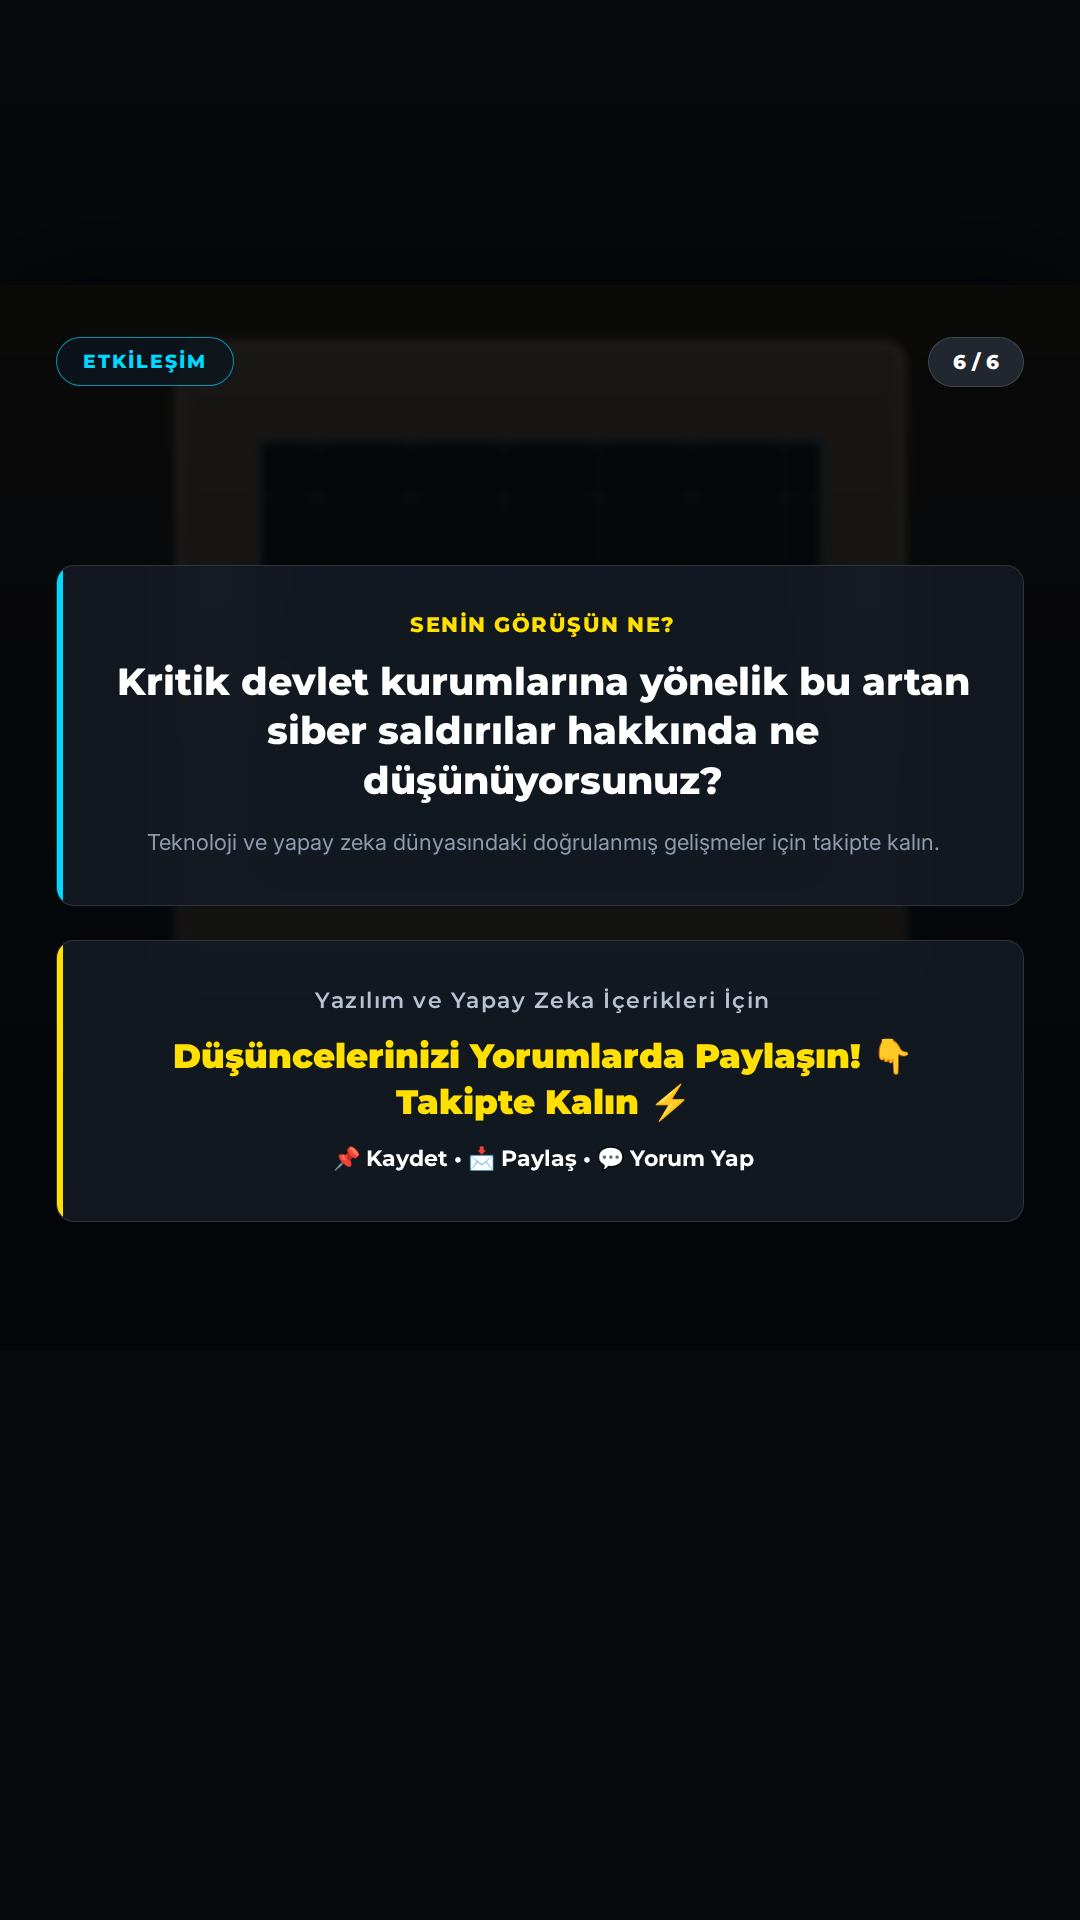 ETKİLEŞİM
6 / 6
SENİN GÖRÜŞÜN NE?
Kritik devlet kurumlarına yönelik bu artan
siber saldırılar hakkında ne
düşünüyorsunuz?
Teknoloji ve yapay zeka dünyasındaki doğrulanmış gelişmeler için takipte kalın.
Yazılım ve Yapay Zeka İçerikleri İçin
Düşüncelerinizi Yorumlarda Paylaşın! 👇
Takipte Kalın ⚡
📌 Kaydet • 📩 Paylaş • 💬 Yorum Yap